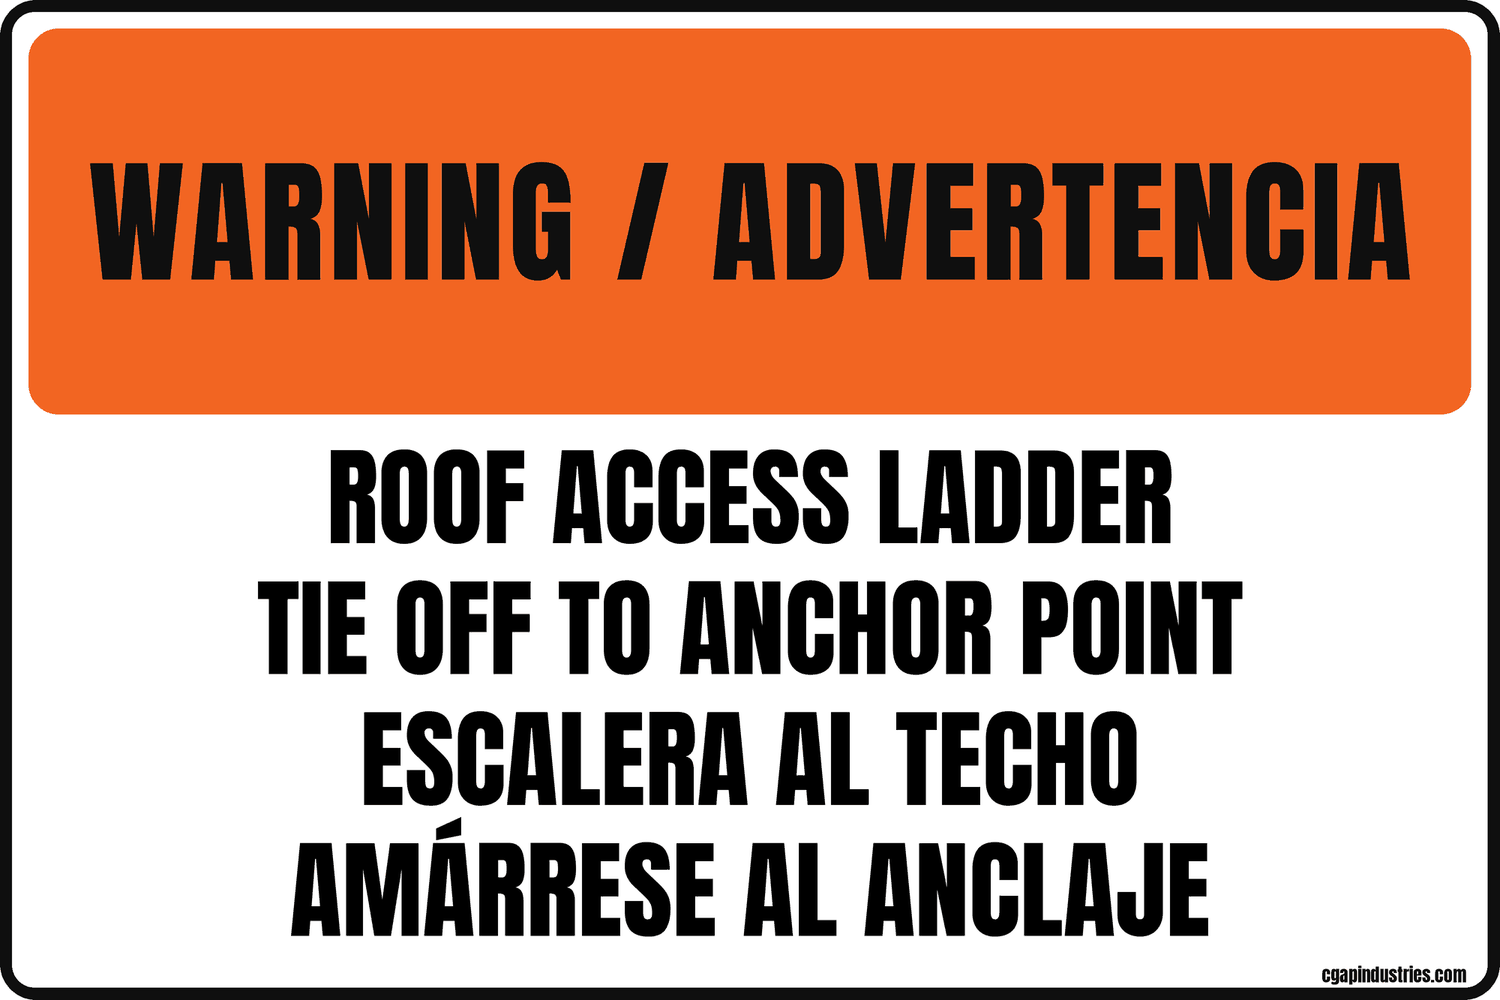 WARNING / ADVERTENCIA
ROOF ACCESS LADDER
TIE OFF TO ANCHOR POINT
ESCALERA AL TECHO
AMÁRRESE AL ANCLAJE
cgapindustries.com